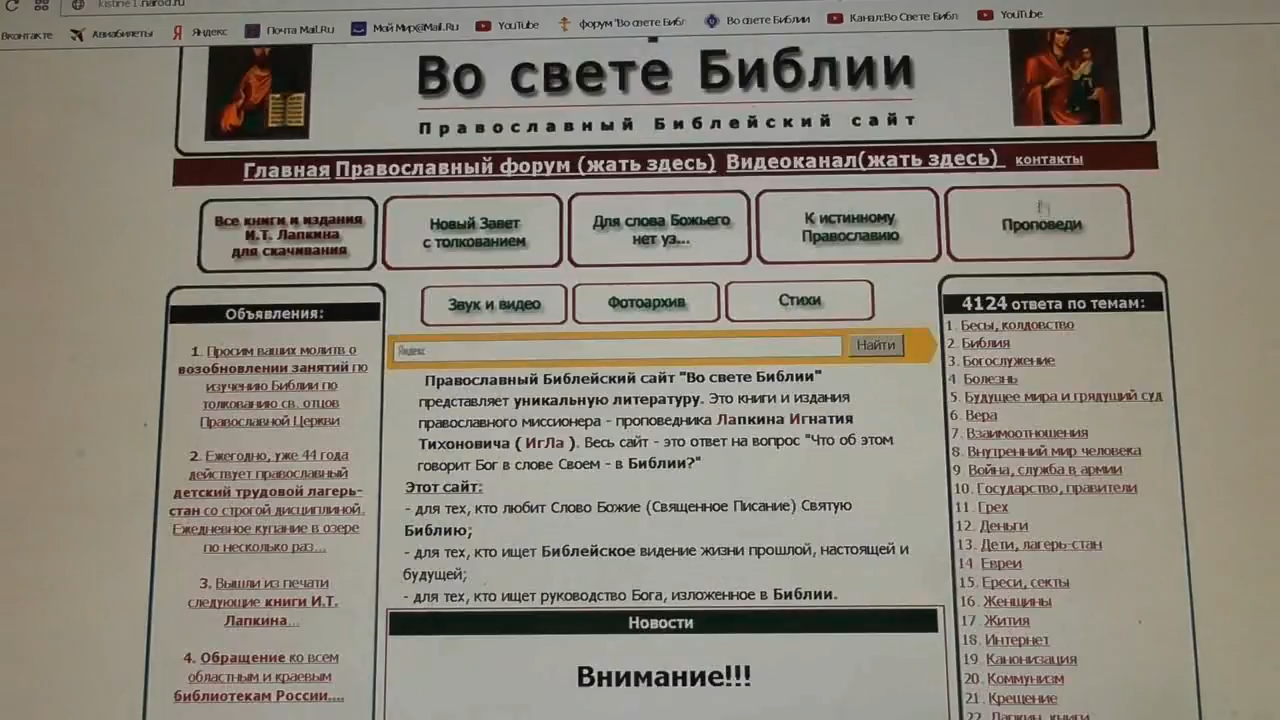 kistine1.narod.ru
Вконтакте Авиабилеты Яндекс Почта Mail.Ru Мой Мир@Mail.Ru YouTube форум "Во свете Библ Во свете Библии Канал:Во Свете Библ YouTube
Во свете Библии
Православный Библейский сайт
Главная Православный форум (жать здесь) Видеоканал(жать здесь) контакты
Все книги и издания
И.Т. Лапкина
для скачивания
Новый Завет
с толкованием
Для слова Божьего
нет уз...
К истинному
Православию
Проповеди
Звук и видео
Фотоархив
Стихи
Объявления:
1. Просим ваших молитв о
возобновлении занятий по
изучению Библии по
толкованию св. отцов
Православной Церкви
2. Ежегодно, уже 44 года
действует православный
детский трудовой лагерь-
стан со строгой дисциплиной.
Ежедневное купание в озере
по несколько раз...
3. Вышли из печати
следующие книги И.Т.
Лапкина...
4. Обращение ко всем
областным и краевым
библиотекам России....
Яндекс
Найти
Православный Библейский сайт "Во свете Библии"
представляет уникальную литературу. Это книги и издания
православного миссионера - проповедника Лапкина Игнатия
Тихоновича ( ИгЛа ). Весь сайт - это ответ на вопрос "Что об этом
говорит Бог в слове Своем - в Библии?"
Этот сайт:
- для тех, кто любит Слово Божие (Священное Писание) Святую
Библию;
- для тех, кто ищет Библейское видение жизни прошлой, настоящей и
будущей;
- для тех, кто ищет руководство Бога, изложенное в Библии.
Новости
Внимание!!!
4124 ответа по темам:
1. Бесы, колдовство
2. Библия
3. Богослужение
4. Болезнь
5. Будущее мира и грядущий суд
6. Вера
7. Взаимоотношения
8. Внутренний мир человека
9. Война, служба в армии
10. Государство, правители
11. Грех
12. Деньги
13. Дети, лагерь-стан
14. Евреи
15. Ереси, секты
16. Женщины
17. Жития
18. Интернет
19. Канонизация
20. Коммунизм
21. Крещение
22. Лапкин, книги